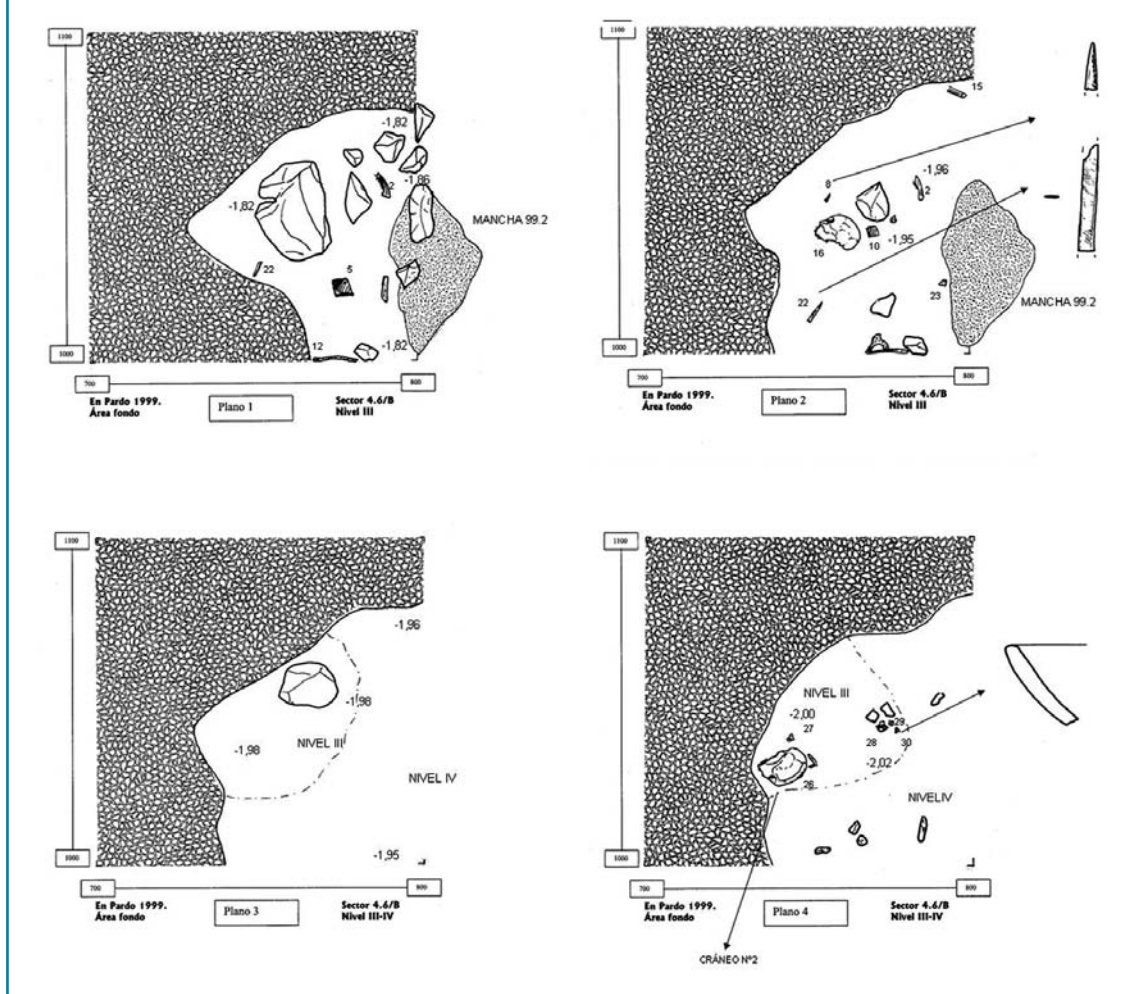 1100
-1,82
2
-1,86
-1,82
MANCHA 99.2
22
5
12
-1,82
1000
700
800
En Pardo 1999.
Área fondo
Plano 1
Sector 4.6/B
Nivel III
1100
15
-1,96
8
2
10
-1,95
16
22
23
MANCHA 99.2
1000
700
800
En Pardo 1999.
Área fondo
Plano 2
Sector 4.6/B
Nivel III
1100
-1,96
-1,98
-1,98
NIVEL III
NIVEL IV
-1,95
1000
700
800
En Pardo 1999.
Área fondo
Plano 3
Sector 4.6/B
Nivel III-IV
1100
NIVEL III
-2,00
27
29
28
30
-2,02
26
NIVEL IV
1000
700
800
En Pardo 1999.
Área fondo
Plano 4
Sector 4.6/B
Nivel III-IV
CRÁNEO Nº2